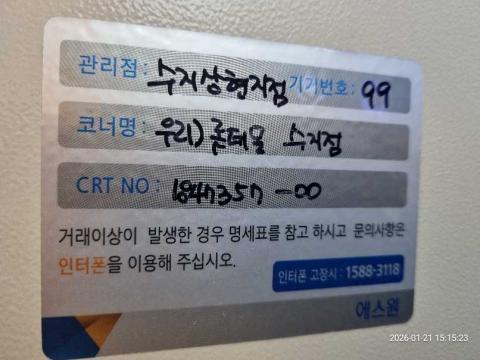 관리점 : 수지상현지점 기기번호 : 99
코너명 : 우리) 롯데몰 수지점
CRT NO : 1847357-00
거래이상이 발생한 경우 명세표를 참고 하시고 문의사항은
인터폰을 이용해 주십시오.
인터폰 고장시 : 1588-3118
에스원
2026-01-21 15:15:23